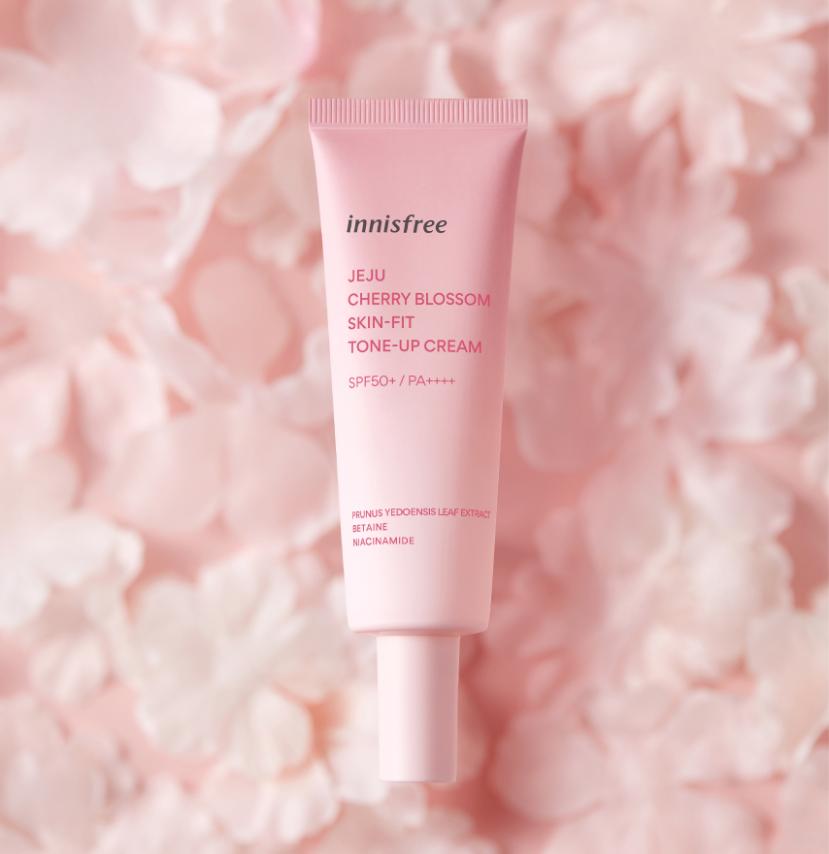 innisfree
JEJU
CHERRY BLOSSOM
SKIN-FIT
TONE-UP CREAM
SPF50+ / PA++++
PRUNUS YEDOENSIS LEAF EXTRACT
BETAINE
NIACINAMIDE